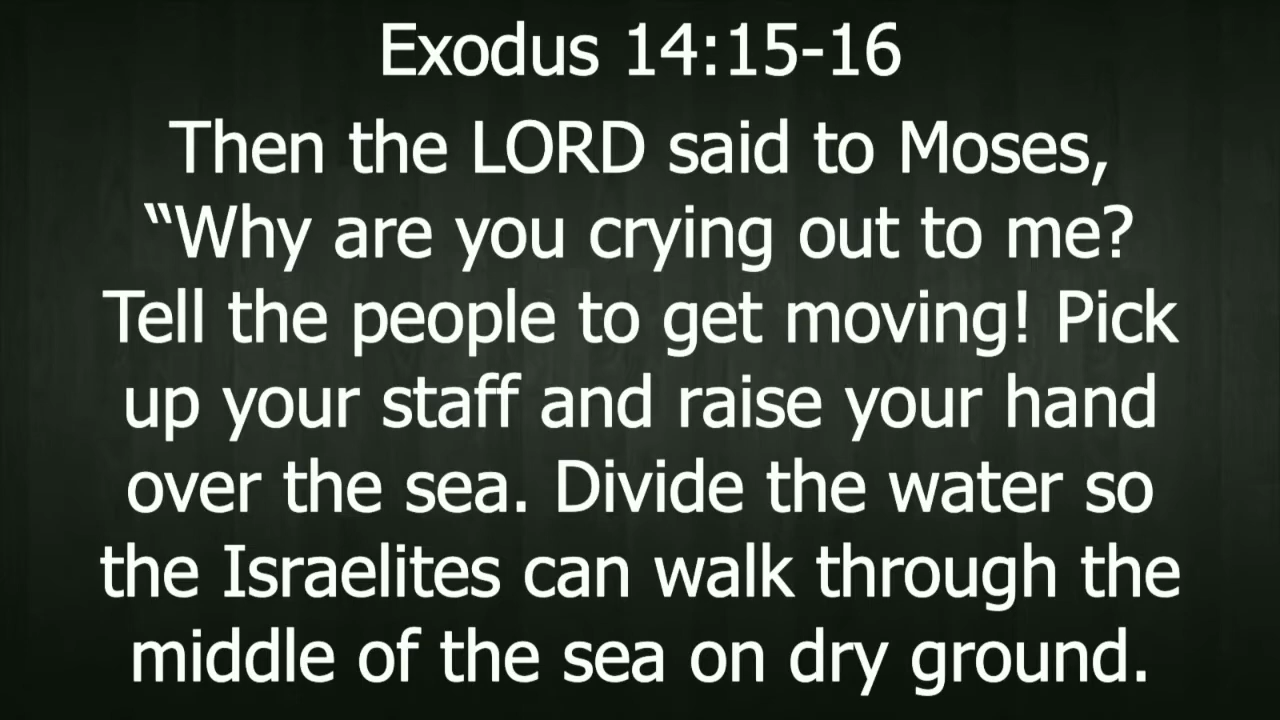 Exodus 14:15-16
Then the LORD said to Moses,
“Why are you crying out to me?
Tell the people to get moving! Pick
up your staff and raise your hand
over the sea. Divide the water so
the Israelites can walk through the
middle of the sea on dry ground.